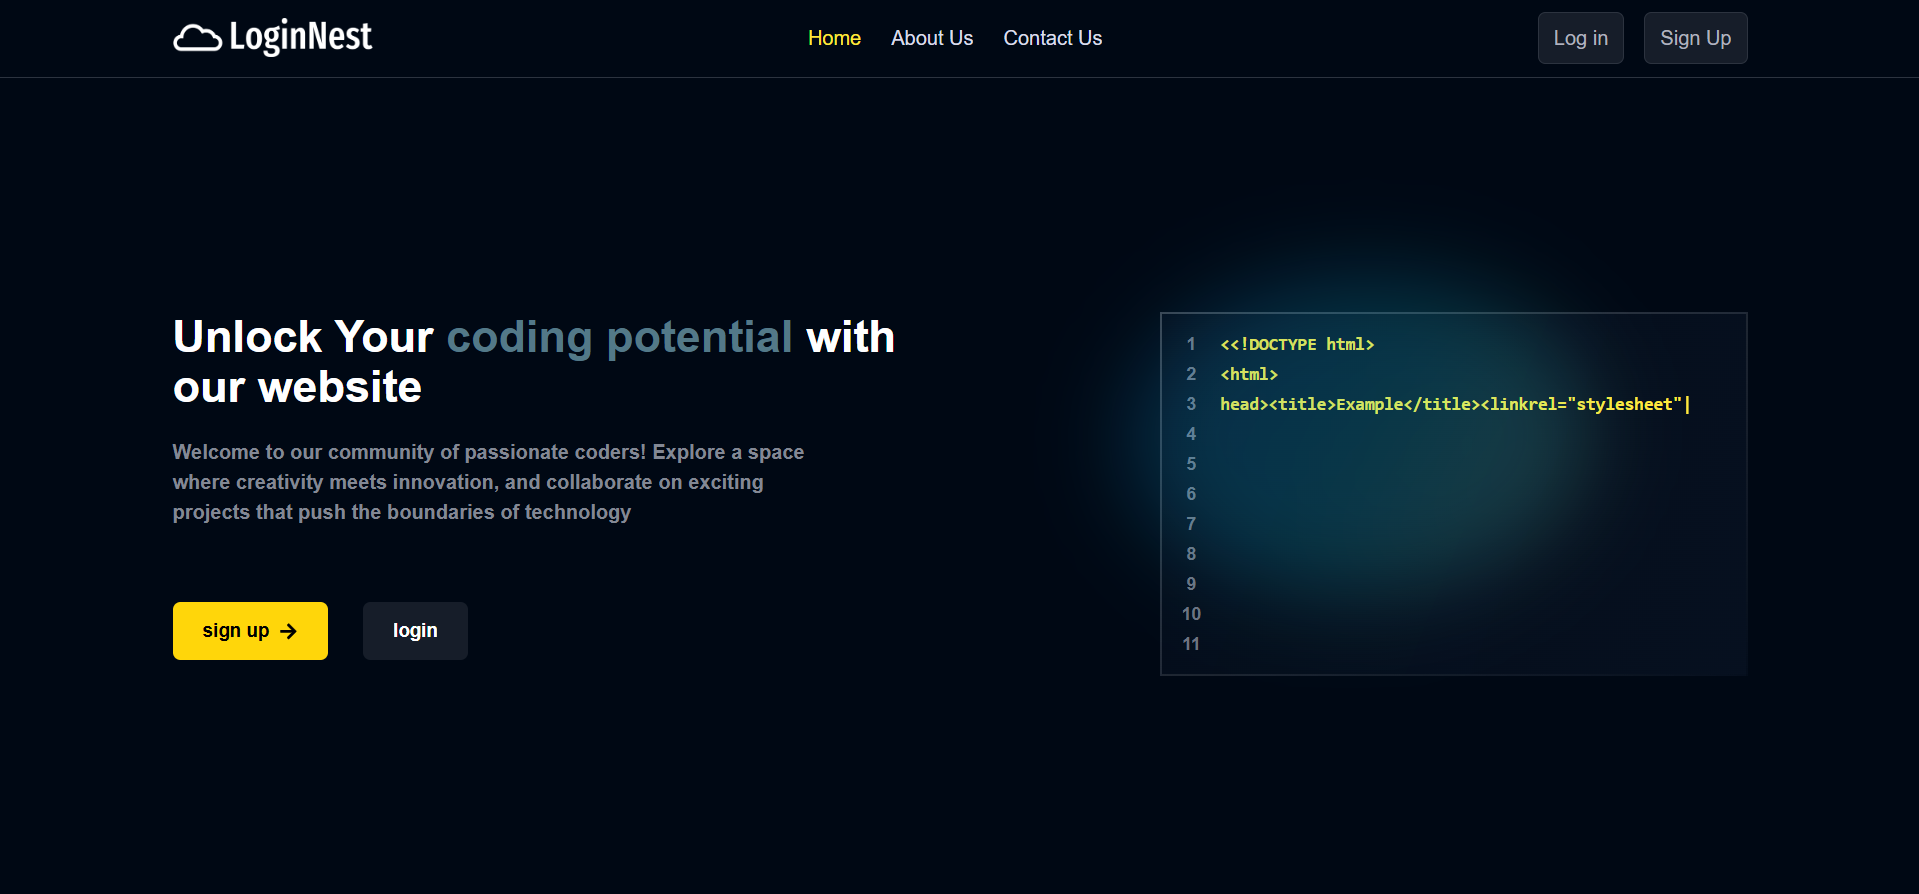 LoginNest
Home About Us Contact Us
Log in Sign Up
Unlock Your coding potential with
our website
Welcome to our community of passionate coders! Explore a space
where creativity meets innovation, and collaborate on exciting
projects that push the boundaries of technology
sign up →
login
1 <<!DOCTYPE html>
2 <html>
3 head><title>Example</title><linkrel="stylesheet"|
4
5
6
7
8
9
10
11